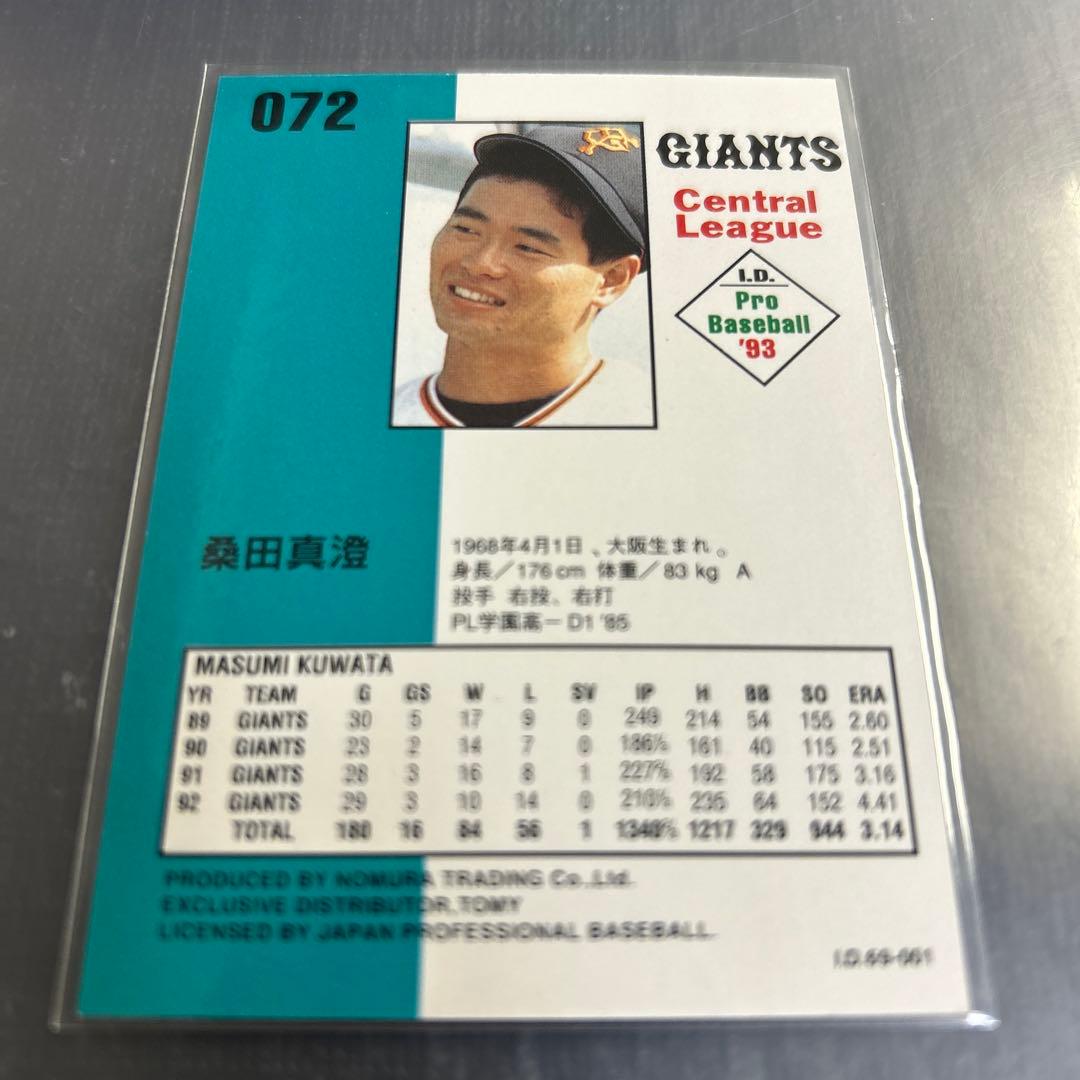 072
GIANTS
Central
League
I.D.
Pro
Baseball
'93
桑田真澄
1968年4月1日、大阪生まれ。
身長/176cm 体重/83kg A
投手 右投、右打
PL学園高ー D1 '85
MASUMI KUWATA
YR TEAM G GS W L SV IP H BB SO ERA
89 GIANTS 30 5 17 9 0 249 214 54 155 2.60
90 GIANTS 23 2 14 7 0 186⅔ 161 40 115 2.51
91 GIANTS 28 3 16 8 1 227⅔ 192 58 175 3.16
92 GIANTS 29 3 10 14 0 210⅓ 235 64 152 4.41
TOTAL 180 16 84 56 1 1217 329 944 3.14
PRODUCED BY NOMURA TRADING Co.,Ltd.
EXCLUSIVE DISTRIBUTOR,TOMY
LICENSED BY JAPAN PROFESSIONAL BASEBALL.